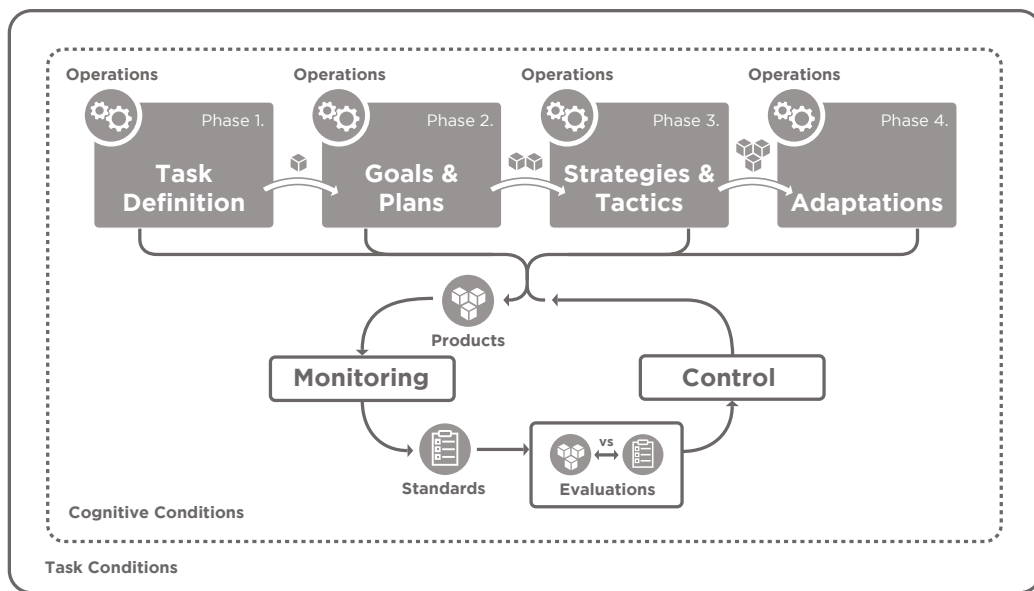 Operations
Operations
Operations
Operations
Phase 1.
Phase 2.
Phase 3.
Phase 4.
Task
Definition
Goals &
Plans
Strategies &
Tactics
Adaptations
Products
Monitoring
Control
Standards
vs
Evaluations
Cognitive Conditions
Task Conditions